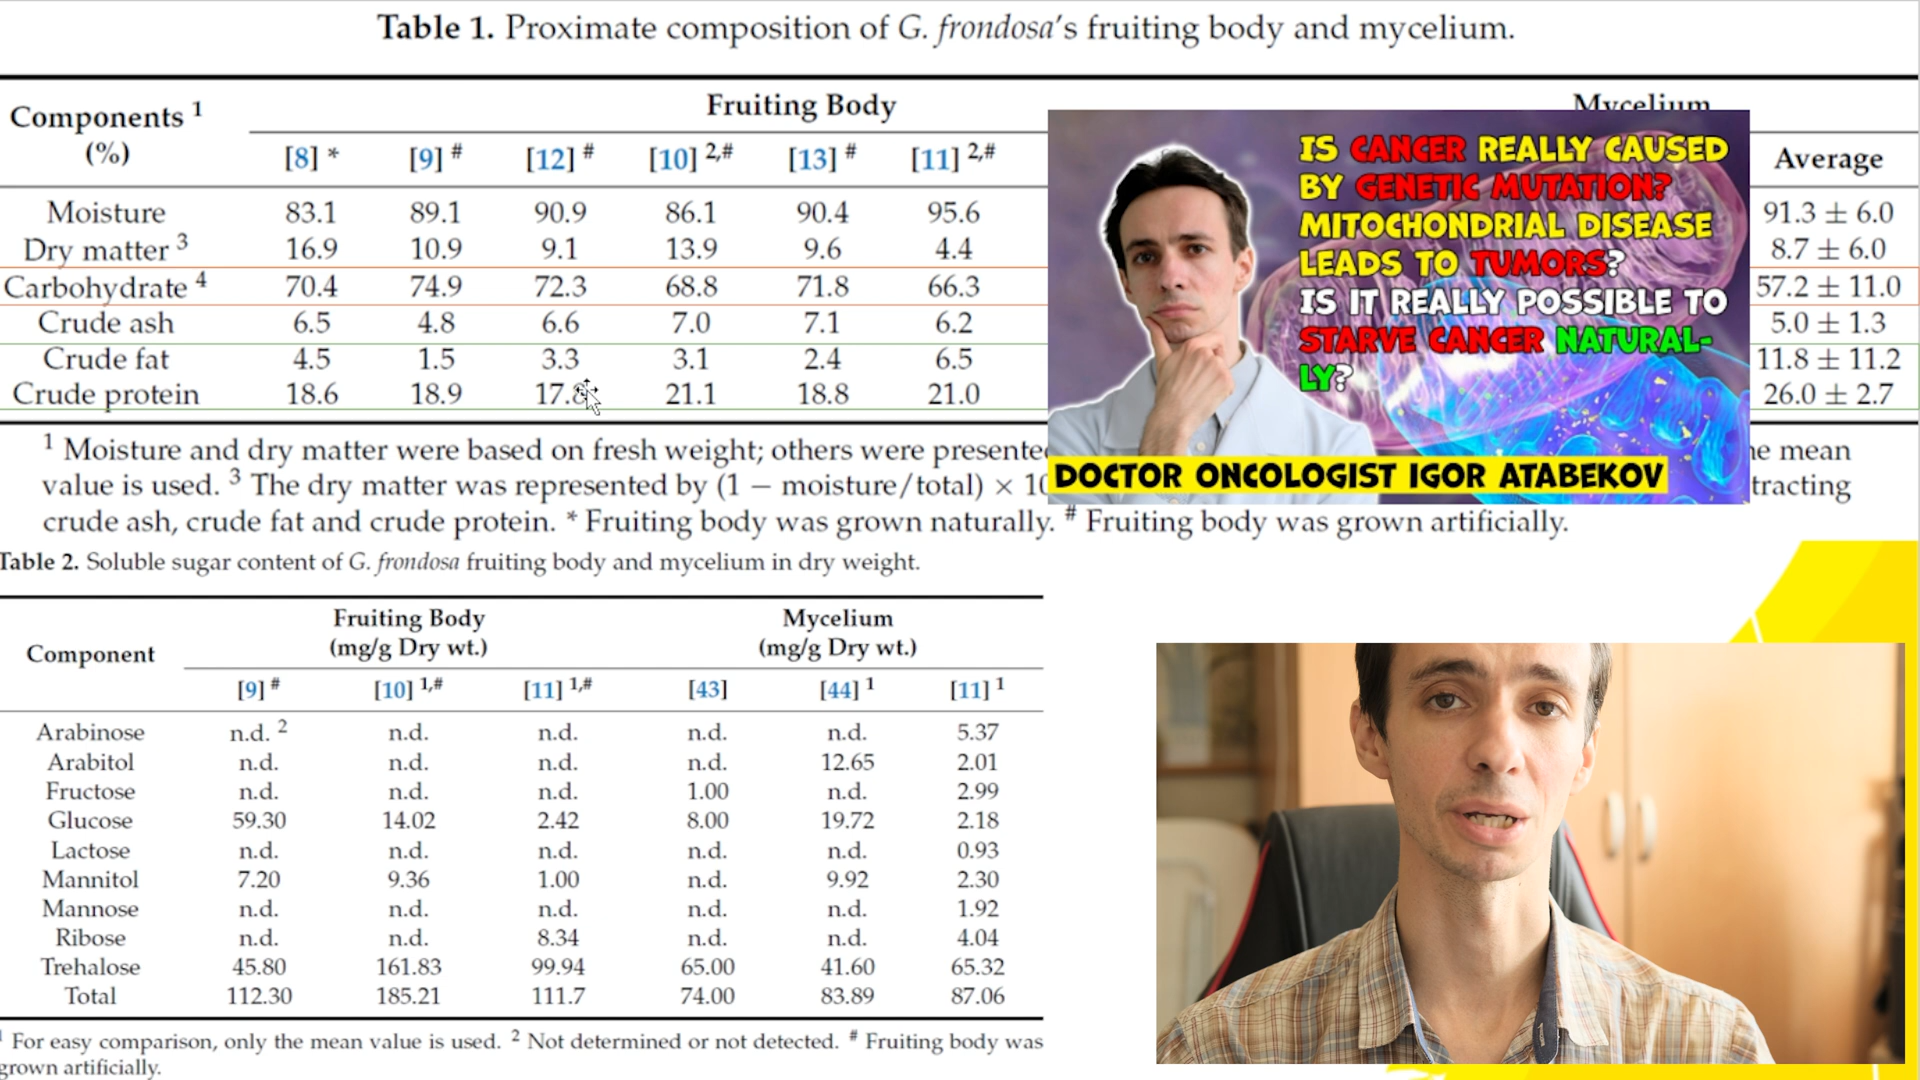 Table 1. Proximate composition of G. frondosa's fruiting body and mycelium.
Components 1 Fruiting Body Mycelium
(%) [8] * [9] # [12] # [10] 2,# [13] # [11] 2,# Average
Moisture 83.1 89.1 90.9 86.1 90.4 95.6 91.3 ± 6.0
Dry matter 3 16.9 10.9 9.1 13.9 9.6 4.4 8.7 ± 6.0
Carbohydrate 4 70.4 74.9 72.3 68.8 71.8 66.3 57.2 ± 11.0
Crude ash 6.5 4.8 6.6 7.0 7.1 6.2 5.0 ± 1.3
Crude fat 4.5 1.5 3.3 3.1 2.4 6.5 11.8 ± 11.2
Crude protein 18.6 18.9 21.1 18.8 21.0 26.0 ± 2.7
1 Moisture and dry matter were based on fresh weight; others were mean
value is used. 3 The dry matter was represented by (1 − moisture/total) ×
crude ash, crude fat and crude protein. * Fruiting body was grown naturally. # Fruiting body was grown artificially.
IS CANCER REALLY CAUSED
BY GENETIC MUTATION?
MITOCHONDRIAL DISEASE
LEADS TO TUMORS?
IS IT REALLY POSSIBLE TO
STARVE CANCER NATURAL-
LY?
DOCTOR ONCOLOGIST IGOR ATABEKOV
Table 2. Soluble sugar content of G. frondosa fruiting body and mycelium in dry weight.
Fruiting Body Mycelium
Component (mg/g Dry wt.) (mg/g Dry wt.)
[9] # [10] 1,# [11] 1,# [43] [44] 1 [11] 1
Arabinose n.d. 2 n.d. n.d. n.d. n.d. 5.37
Arabitol n.d. n.d. n.d. n.d. 12.65 2.01
Fructose n.d. n.d. n.d. 1.00 n.d. 2.99
Glucose 59.30 14.02 2.42 8.00 19.72 2.18
Lactose n.d. n.d. n.d. n.d. n.d. 0.93
Mannitol 7.20 9.36 1.00 n.d. 9.92 2.30
Mannose n.d. n.d. n.d. n.d. n.d. 1.92
Ribose n.d. n.d. 8.34 n.d. n.d. 4.04
Trehalose 45.80 161.83 99.94 65.00 41.60 65.32
Total 112.30 185.21 111.7 74.00 83.89 87.06
1 For easy comparison, only the mean value is used. 2 Not determined or not detected. # Fruiting body was
grown artificially.